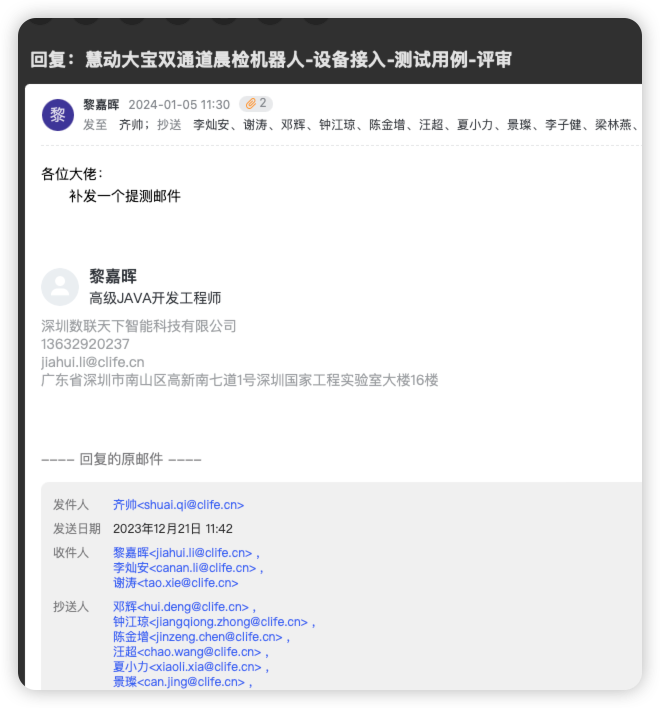 回复：慧动大宝双通道晨检机器人-设备接入-测试用例-评审
黎
黎嘉晖 2024-01-05 11:30 2
发至 齐帅；抄送 李灿安、谢涛、邓辉、钟江琼、陈金增、汪超、夏小力、景璨、李子健、梁林燕、
各位大佬：
补发一个提测邮件
黎嘉晖
高级JAVA开发工程师
深圳数联天下智能科技有限公司
13632920237
jiahui.li@clife.cn
广东省深圳市南山区高新南七道1号深圳国家工程实验室大楼16楼
---- 回复的原邮件 ----
发件人 齐帅<shuai.qi@clife.cn>
发送日期 2023年12月21日 11:42
收件人 黎嘉晖<jiahui.li@clife.cn> ，
李灿安<canan.li@clife.cn> ，
谢涛<tao.xie@clife.cn>
抄送人 邓辉<hui.deng@clife.cn> ，
钟江琼<jiangqiong.zhong@clife.cn> ，
陈金增<jinzeng.chen@clife.cn> ，
汪超<chao.wang@clife.cn> ，
夏小力<xiaoli.xia@clife.cn> ，
景璨<can.jing@clife.cn> ，